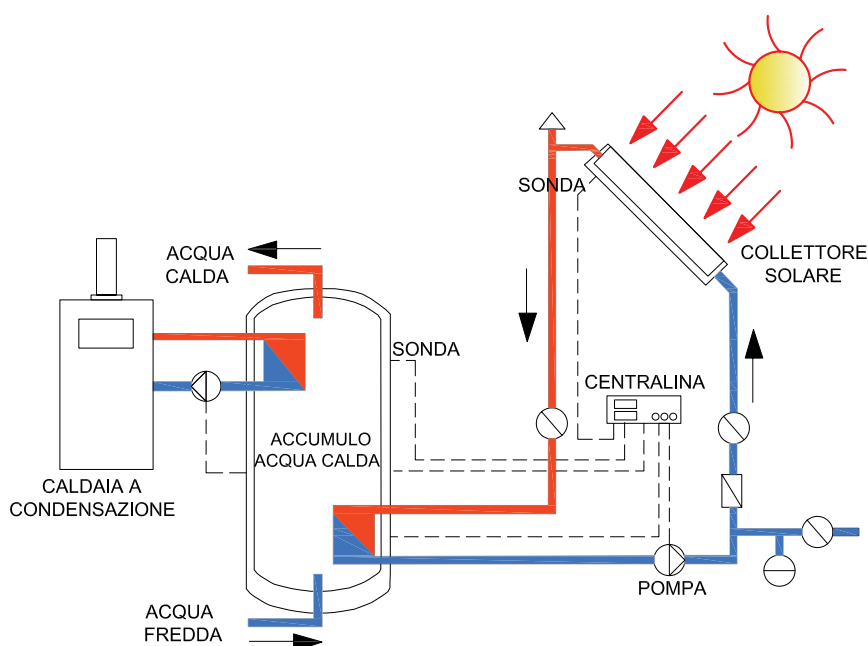 SONDA
COLLETTORE
SOLARE
ACQUA
CALDA
SONDA
CENTRALINA
ACCUMULO
ACQUA CALDA
CALDAIA A
CONDENSAZIONE
POMPA
ACQUA
FREDDA